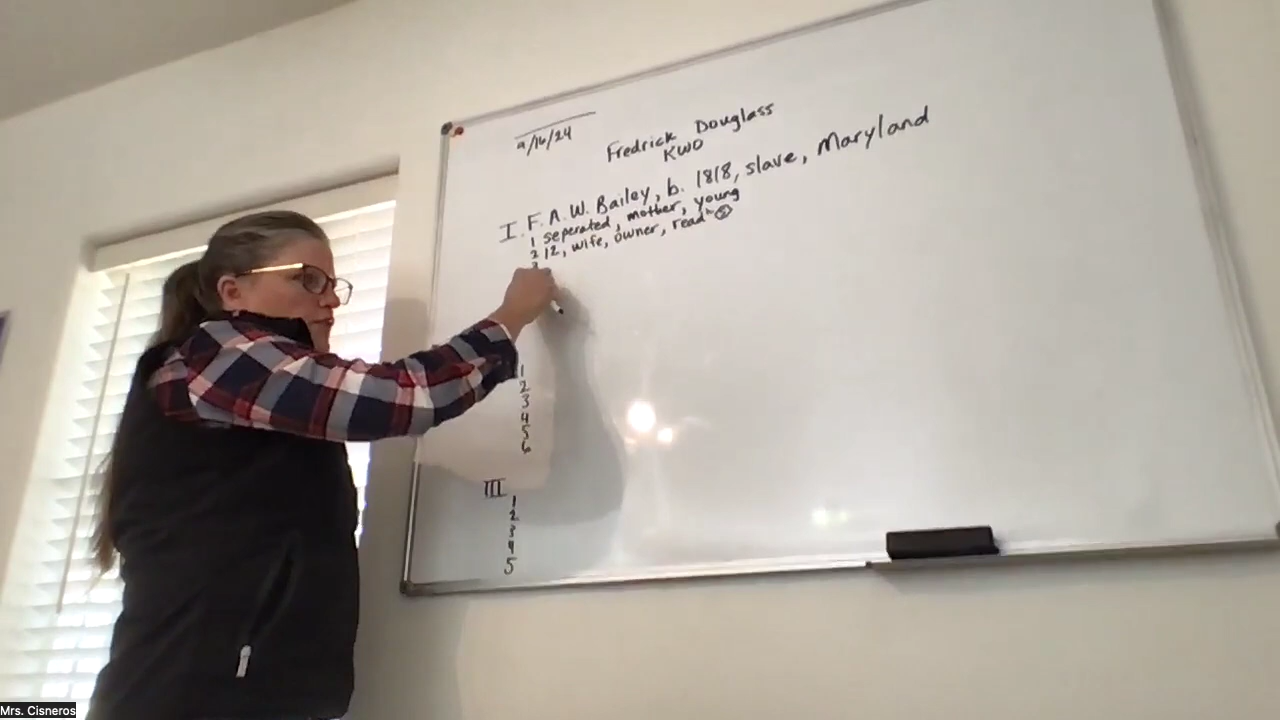 9/16/24
Fredrick Douglass
KWO
I. F. A. W. Bailey, b. 1818, slave, Maryland
1 seperated, mother, young
2 12, wife, owner, read
1
2
3
4
5
6
III
1
2
3
4
5
Mrs. Cisneros